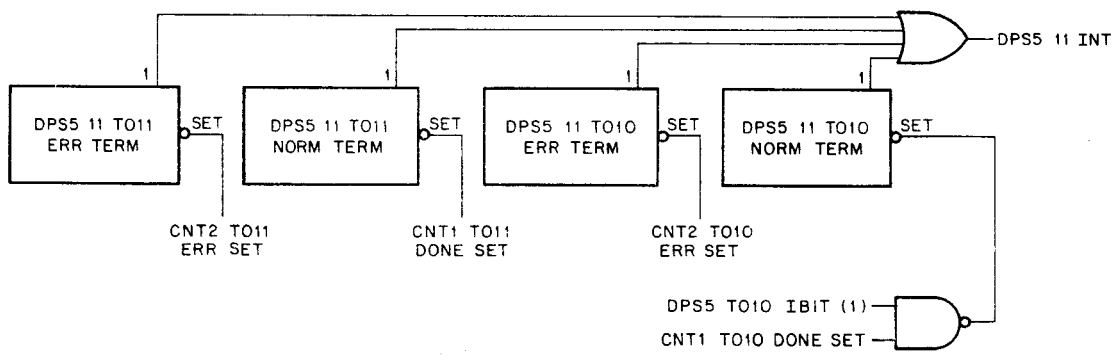 DPS5 11 INT
1
1
1
1
DPS5 11 TO11
ERR TERM
SET
DPS5 11 TO11
NORM TERM
SET
DPS5 11 TO10
ERR TERM
SET
DPS5 11 TO10
NORM TERM
SET
CNT2 TO11
ERR SET
CNT1 TO11
DONE SET
CNT2 TO10
ERR SET
DPS5 TO10 IBIT (1)
CNT1 TO10 DONE SET